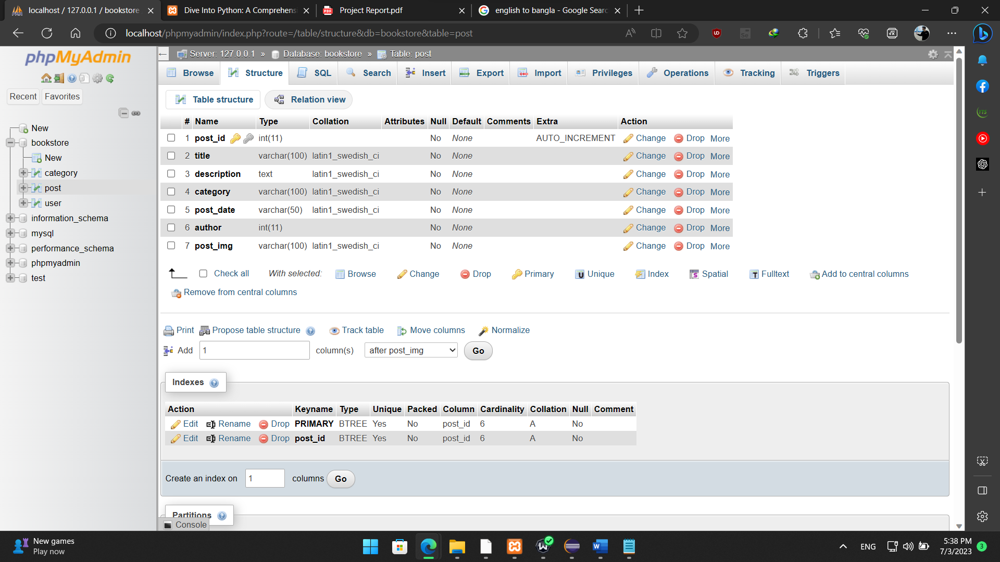 localhost / 127.0.0.1 / bookstore
Dive Into Python: A Comprehens
Project Report.pdf
english to bangla - Google Searc
localhost/phpmyadmin/index.php?route=/table/structure&db=bookstore&table=post
phpMyAdmin
Recent Favorites
New
bookstore
New
category
post
user
information_schema
mysql
performance_schema
phpmyadmin
test
Server: 127.0.0.1 » Database: bookstore » Table: post
Browse Structure SQL Search Insert Export Import Privileges Operations Tracking Triggers
Table structure Relation view
# Name Type Collation Attributes Null Default Comments Extra Action
1 post_id int(11) No None AUTO_INCREMENT Change Drop More
2 title varchar(100) latin1_swedish_ci No None Change Drop More
3 description text latin1_swedish_ci No None Change Drop More
4 category varchar(100) latin1_swedish_ci No None Change Drop More
5 post_date varchar(50) latin1_swedish_ci No None Change Drop More
6 author int(11) No None Change Drop More
7 post_img varchar(100) latin1_swedish_ci No None Change Drop More
Check all With selected: Browse Change Drop Primary Unique Index Spatial Fulltext Add to central columns
Remove from central columns
Print Propose table structure Track table Move columns Normalize
Add 1 column(s) after post_img Go
Indexes
Action Keyname Type Unique Packed Column Cardinality Collation Null Comment
Edit Rename Drop PRIMARY BTREE Yes No post_id 6 A No
Edit Rename Drop post_id BTREE Yes No post_id 6 A No
Create an index on 1 columns Go
Partitions
Console
New games
Play now
ENG
5:38 PM
7/3/2023
3